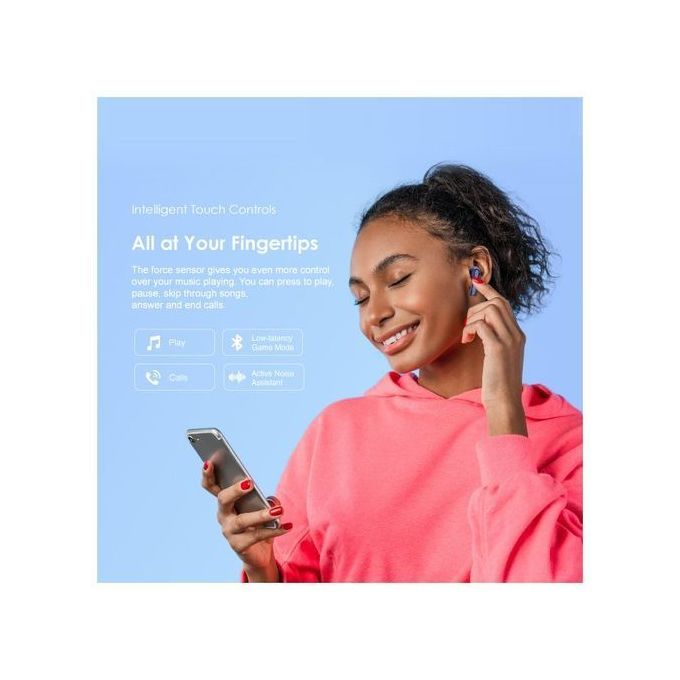 Intelligent Touch Controls
All at Your Fingertips
The force sensor gives you even more control
over your music playing. You can press to play,
pause, skip through songs,
answer and end calls.
Play
Low-latency
Game Mode
Calls
Active Noise
Assistant